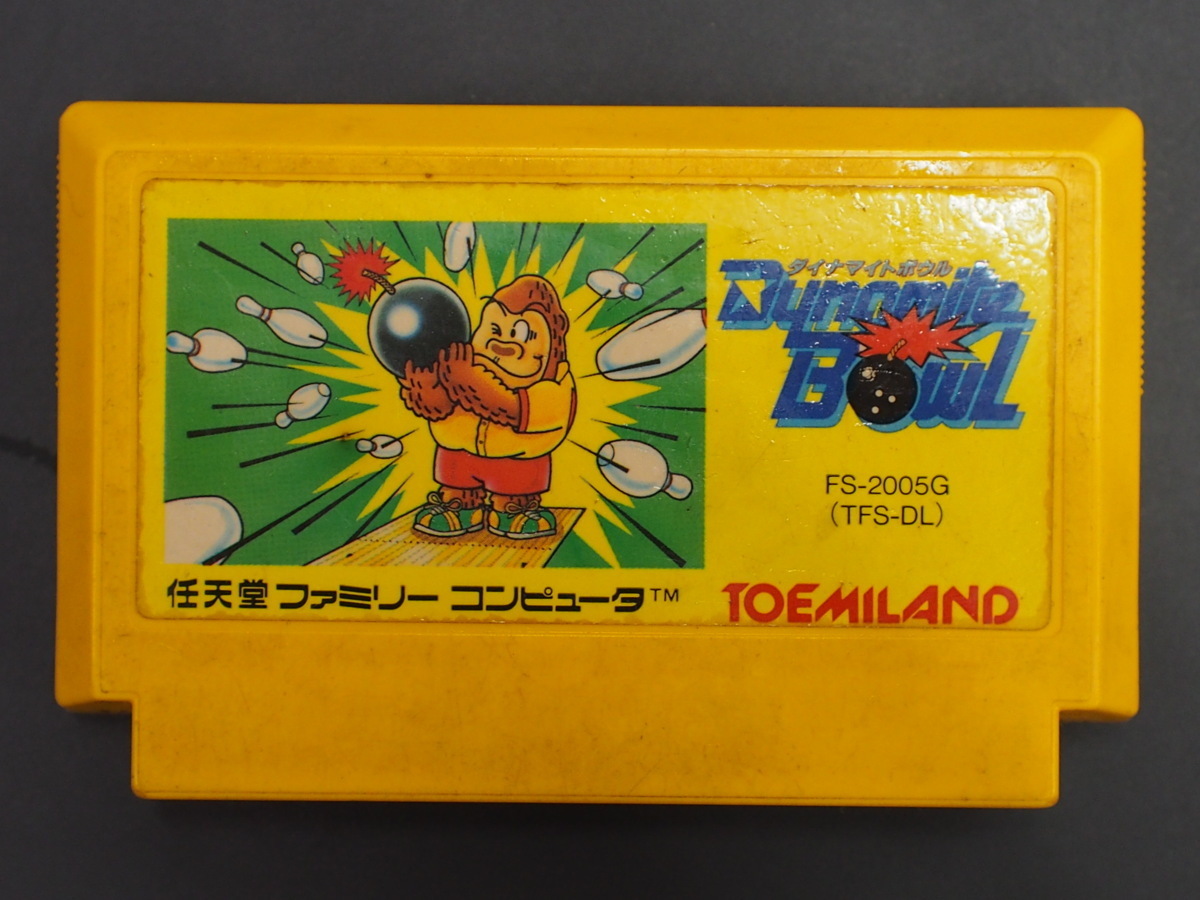 ダイナマイトボウル
Dynamite
Bowl
FS-2005G
(TFS-DL)
任天堂 ファミリー コンピュータ™
TOEMILAND